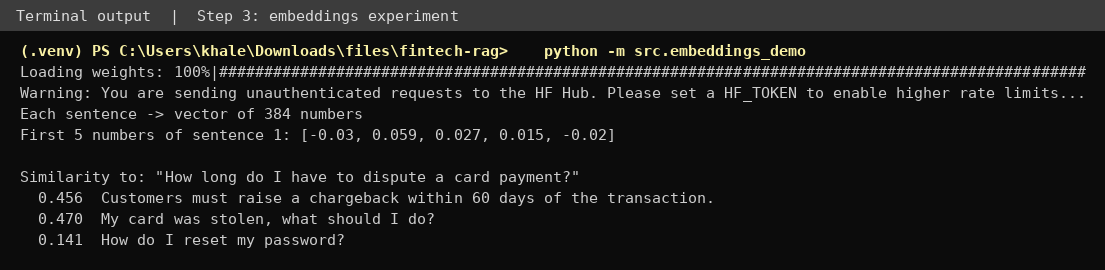 Terminal output | Step 3: embeddings experiment
(.venv) PS C:\Users\khale\Downloads\files\fintech-rag> python -m src.embeddings_demo
Loading weights: 100%|################################################################################################
Warning: You are sending unauthenticated requests to the HF Hub. Please set a HF_TOKEN to enable higher rate limits...
Each sentence -> vector of 384 numbers
First 5 numbers of sentence 1: [-0.03, 0.059, 0.027, 0.015, -0.02]
Similarity to: "How long do I have to dispute a card payment?"
0.456 Customers must raise a chargeback within 60 days of the transaction.
0.470 My card was stolen, what should I do?
0.141 How do I reset my password?